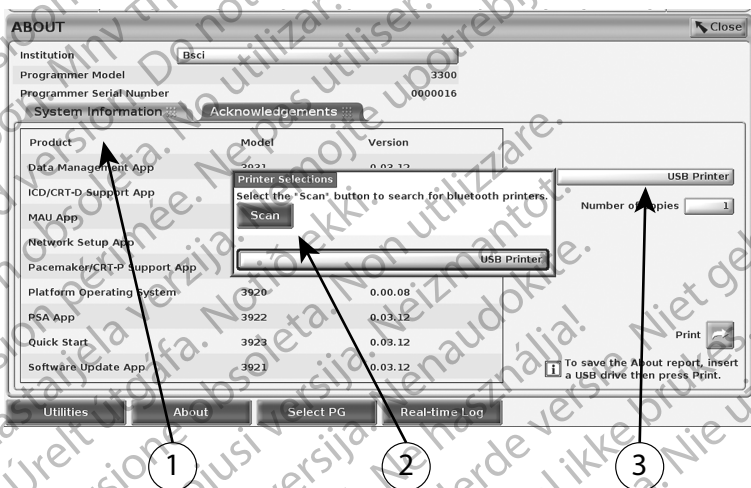 ABOUT
Close
Institution Bsci
Programmer Model 3300
Programmer Serial Number 0000016
System Information
Acknowledgements
Product Model Version
Data Management App 3931 0.03.12
ICD/CRT-D Support App
MAU App
Network Setup App
Pacemaker/CRT-P Support App
Platform Operating System 3920 0.00.08
PSA App 3922 0.03.12
Quick Start 3923 0.03.12
Software Update App 3921 0.03.12
Printer Selections
Select the "Scan" button to search for bluetooth printers.
Scan
USB Printer
USB Printer
Number of Copies 1
Print
To save the About report, insert
a USB drive then press Print.
Utilities
About
Select PG
Real-time Log
1
2
3